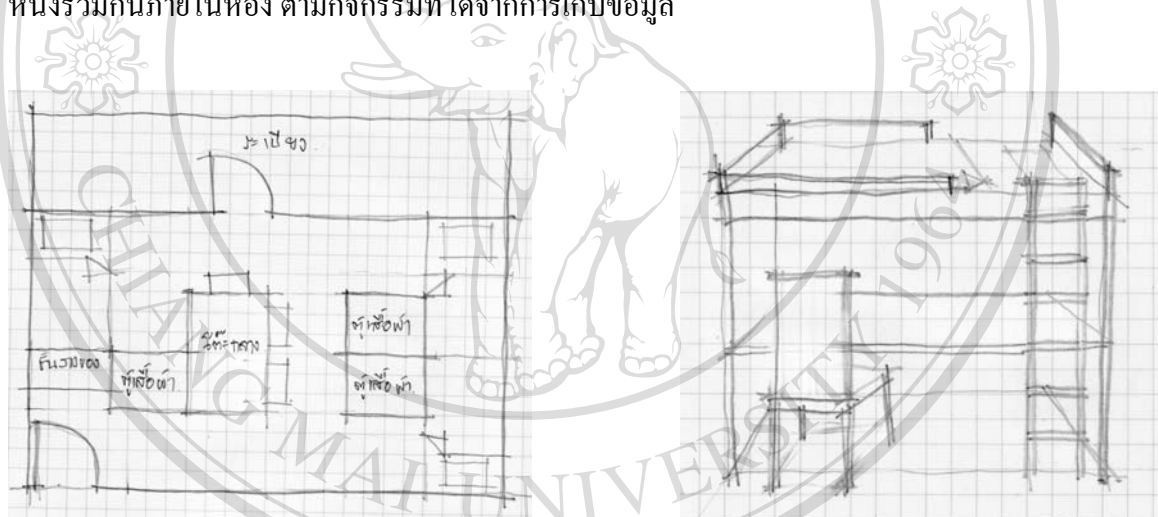 หนึ่งร่วมกันภายในห้อง ตามกิจกรรมที่ได้จากการเก็บข้อมูล
ระเบียง
ตู้เสื้อผ้า
โต๊ะกลาง
ชั้นวางของ
ตู้เสื้อผ้า
ตู้เสื้อผ้า
CHIANG MAI UNIVERSITY 1964